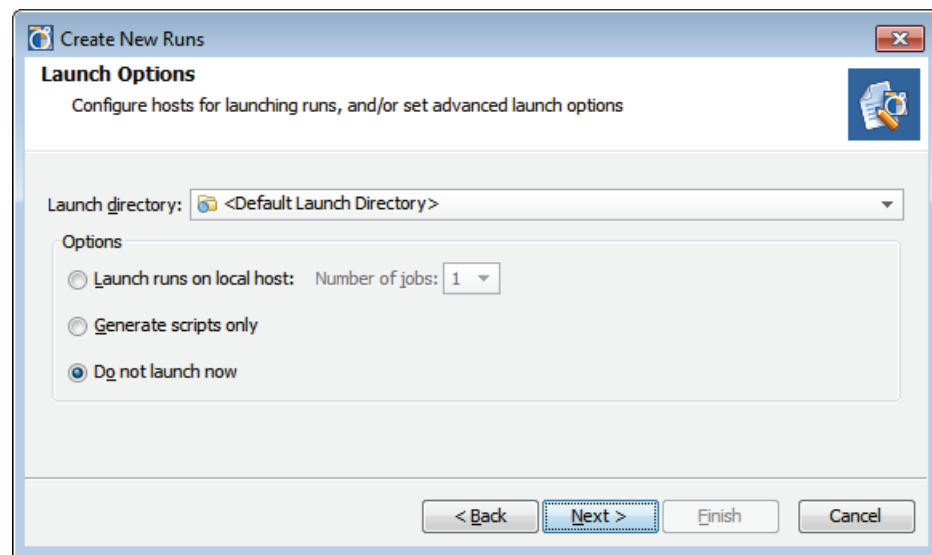 Create New Runs
Launch Options
Configure hosts for launching runs, and/or set advanced launch options
Launch directory: <Default Launch Directory>
Options
Launch runs on local host: Number of jobs: 1
Generate scripts only
Do not launch now
< Back Next > Finish Cancel